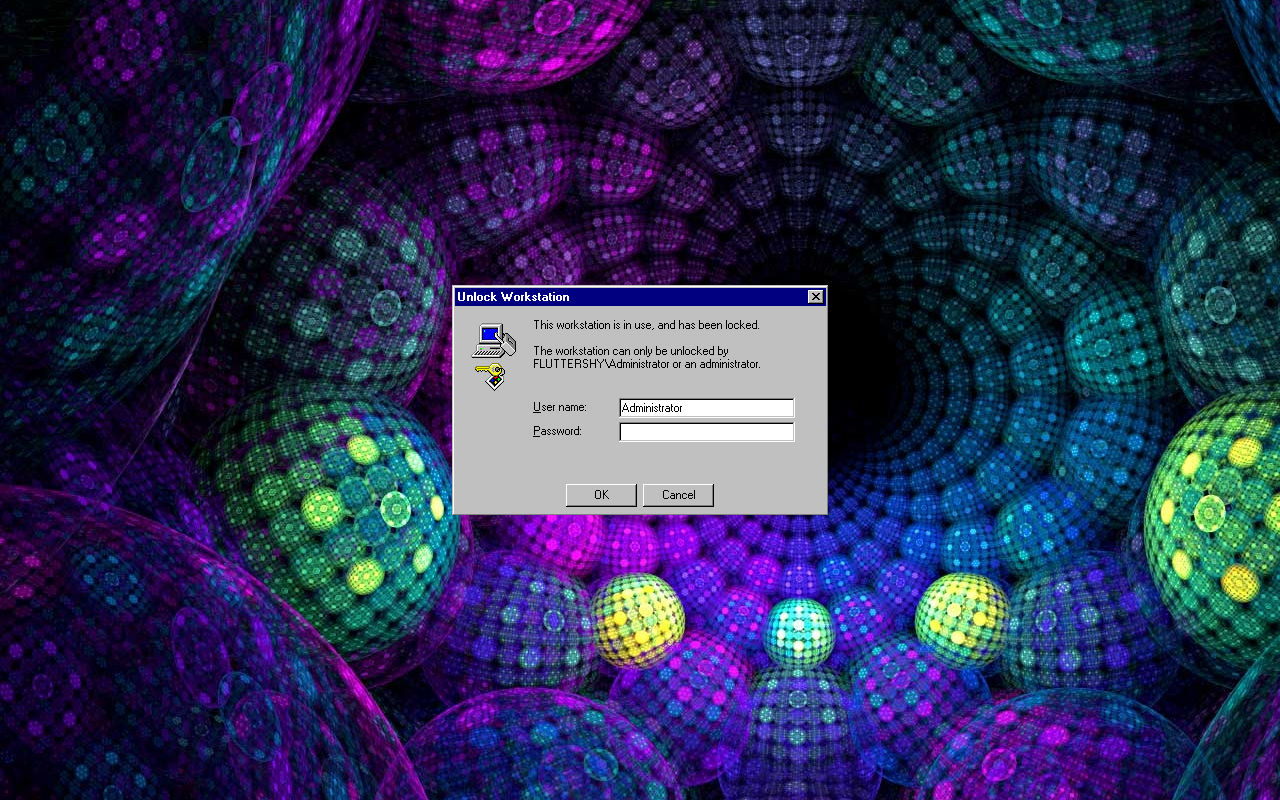 Unlock Workstation
This workstation is in use, and has been locked.
The workstation can only be unlocked by
FLUTTERSHY\Administrator or an administrator.
User name: Administrator
Password:
OK Cancel